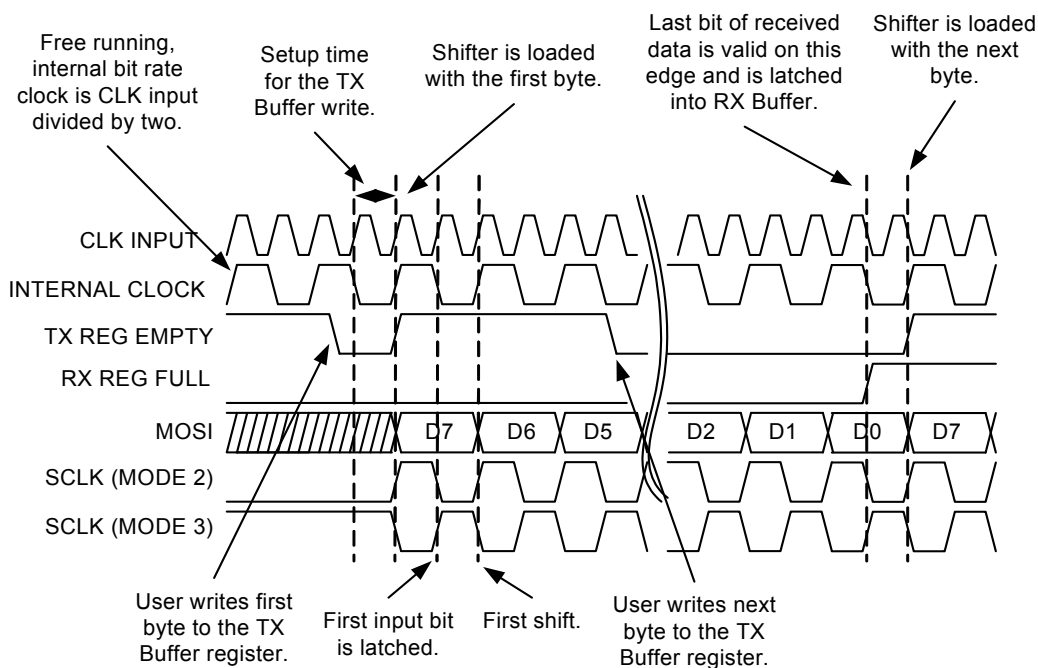 Free running,
internal bit rate
clock is CLK input
divided by two.
Setup time
for the TX
Buffer write.
Shifter is loaded
with the first byte.
Last bit of received
data is valid on this
edge and is latched
into RX Buffer.
Shifter is loaded
with the next
byte.
CLK INPUT
INTERNAL CLOCK
TX REG EMPTY
RX REG FULL
MOSI
D7 D6 D5 D2 D1 D0 D7
SCLK (MODE 2)
SCLK (MODE 3)
User writes first
byte to the TX
Buffer register.
First input bit
is latched.
First shift.
User writes next
byte to the TX
Buffer register.